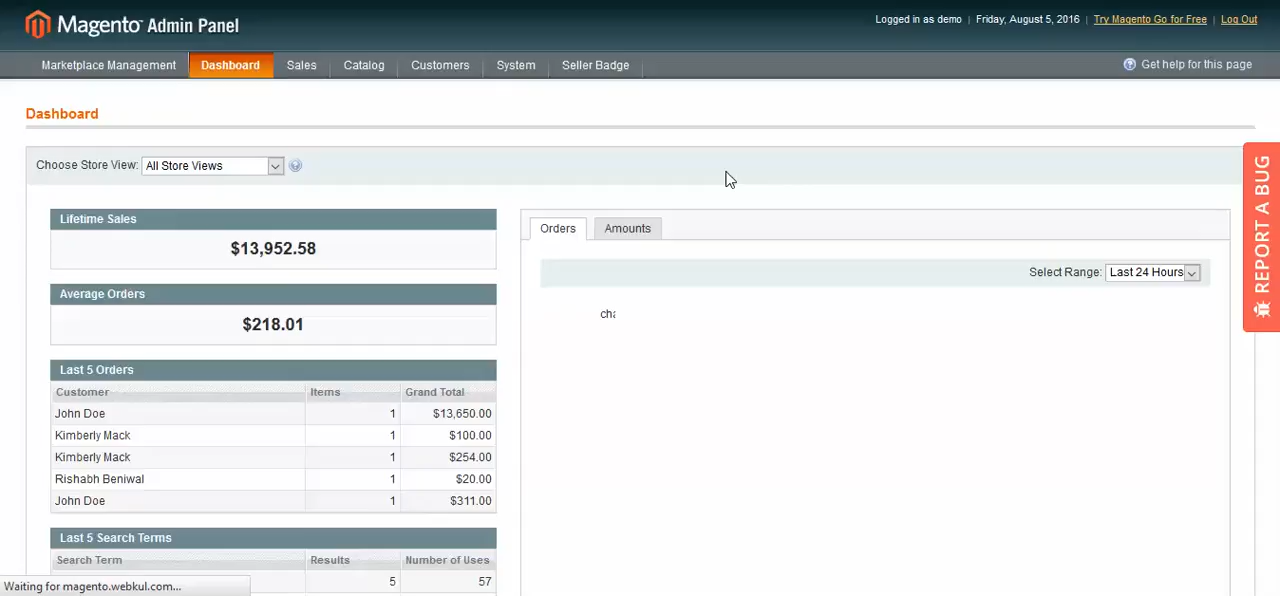 Magento Admin Panel
Logged in as demo | Friday, August 5, 2016 | Try Magento Go for Free | Log Out
Marketplace Management Dashboard Sales Catalog Customers System Seller Badge Get help for this page
Dashboard
Choose Store View: All Store Views
REPORT A BUG
Lifetime Sales
$13,952.58
Average Orders
$218.01
Last 5 Orders
Customer Items Grand Total
John Doe 1 $13,650.00
Kimberly Mack 1 $100.00
Kimberly Mack 1 $254.00
Rishabh Beniwal 1 $20.00
John Doe 1 $311.00
Last 5 Search Terms
Search Term Results Number of Uses
5 57
Orders Amounts
Select Range: Last 24 Hours
cha
Waiting for magento.webkul.com...